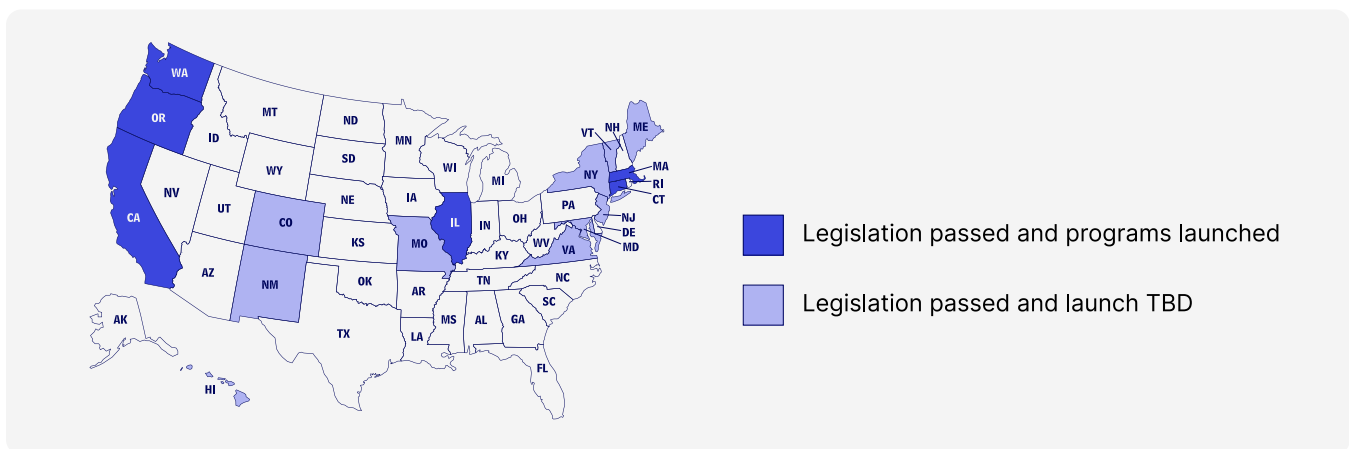 WA
MT
ND
OR
ID
MN
SD
WI
WY
MI
VT
NH
ME
NY
MA
RI
CT
NV
UT
NE
IA
PA
NJ
DE
MD
CA
CO
KS
MO
IL
IN
OH
WV
VA
KY
AZ
NM
OK
AR
TN
NC
SC
AK
TX
LA
MS
AL
GA
FL
HI
Legislation passed and programs launched
Legislation passed and launch TBD